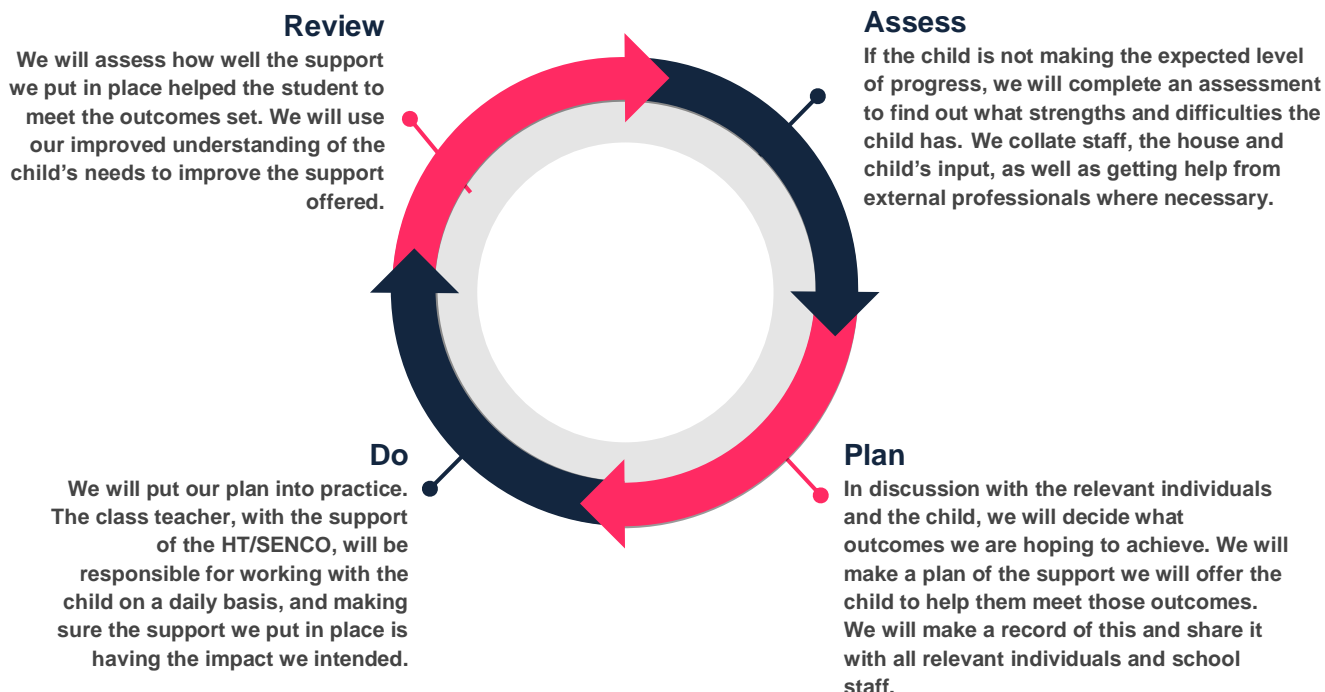 Review
We will assess how well the support
we put in place helped the student to
meet the outcomes set. We will use
our improved understanding of the
child's needs to improve the support
offered.
Assess
If the child is not making the expected level
of progress, we will complete an assessment
to find out what strengths and difficulties the
child has. We collate staff, the house and
child's input, as well as getting help from
external professionals where necessary.
Do
We will put our plan into practice.
The class teacher, with the support
of the HT/SENCO, will be
responsible for working with the
child on a daily basis, and making
sure the support we put in place is
having the impact we intended.
Plan
In discussion with the relevant individuals
and the child, we will decide what
outcomes we are hoping to achieve. We will
make a plan of the support we will offer the
child to help them meet those outcomes.
We will make a record of this and share it
with all relevant individuals and school
staff.